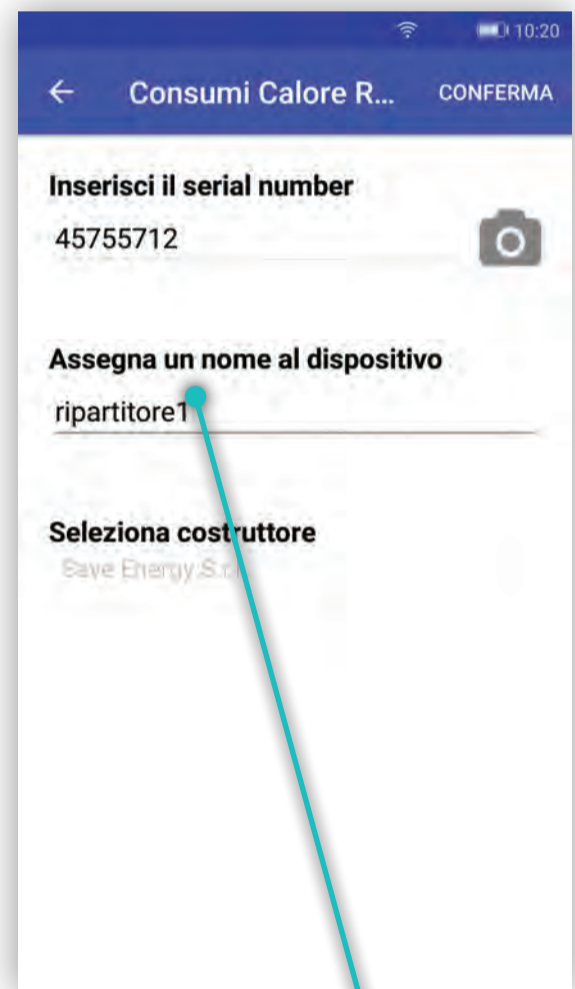 10:20
Consumi Calore R... CONFERMA
Inserisci il serial number
45755712
Assegna un nome al dispositivo
ripartitore1
Seleziona costruttore
Save Energy S.r